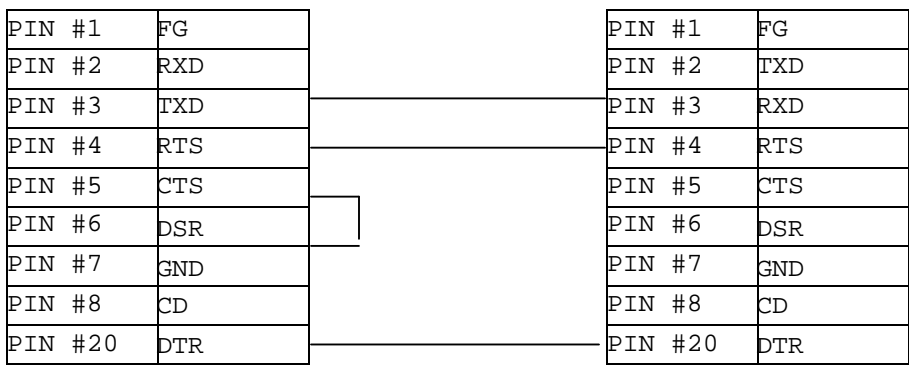 PIN #1 FG PIN #1 FG
PIN #2 RXD PIN #2 TXD
PIN #3 TXD PIN #3 RXD
PIN #4 RTS PIN #4 RTS
PIN #5 CTS PIN #5 CTS
PIN #6 DSR PIN #6 DSR
PIN #7 GND PIN #7 GND
PIN #8 CD PIN #8 CD
PIN #20 DTR PIN #20 DTR